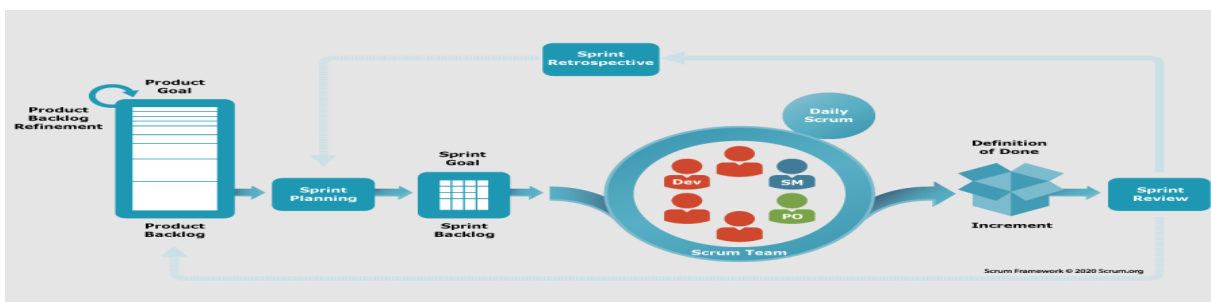 Sprint
Retrospective
Product
Goal
Product
Backlog
Refinement
Daily
Scrum
Sprint
Goal
Definition
of Done
Dev
SM
Sprint
Planning
Sprint
Review
PO
Product
Backlog
Sprint
Backlog
Increment
Scrum Team
Scrum Framework © 2020 Scrum.org